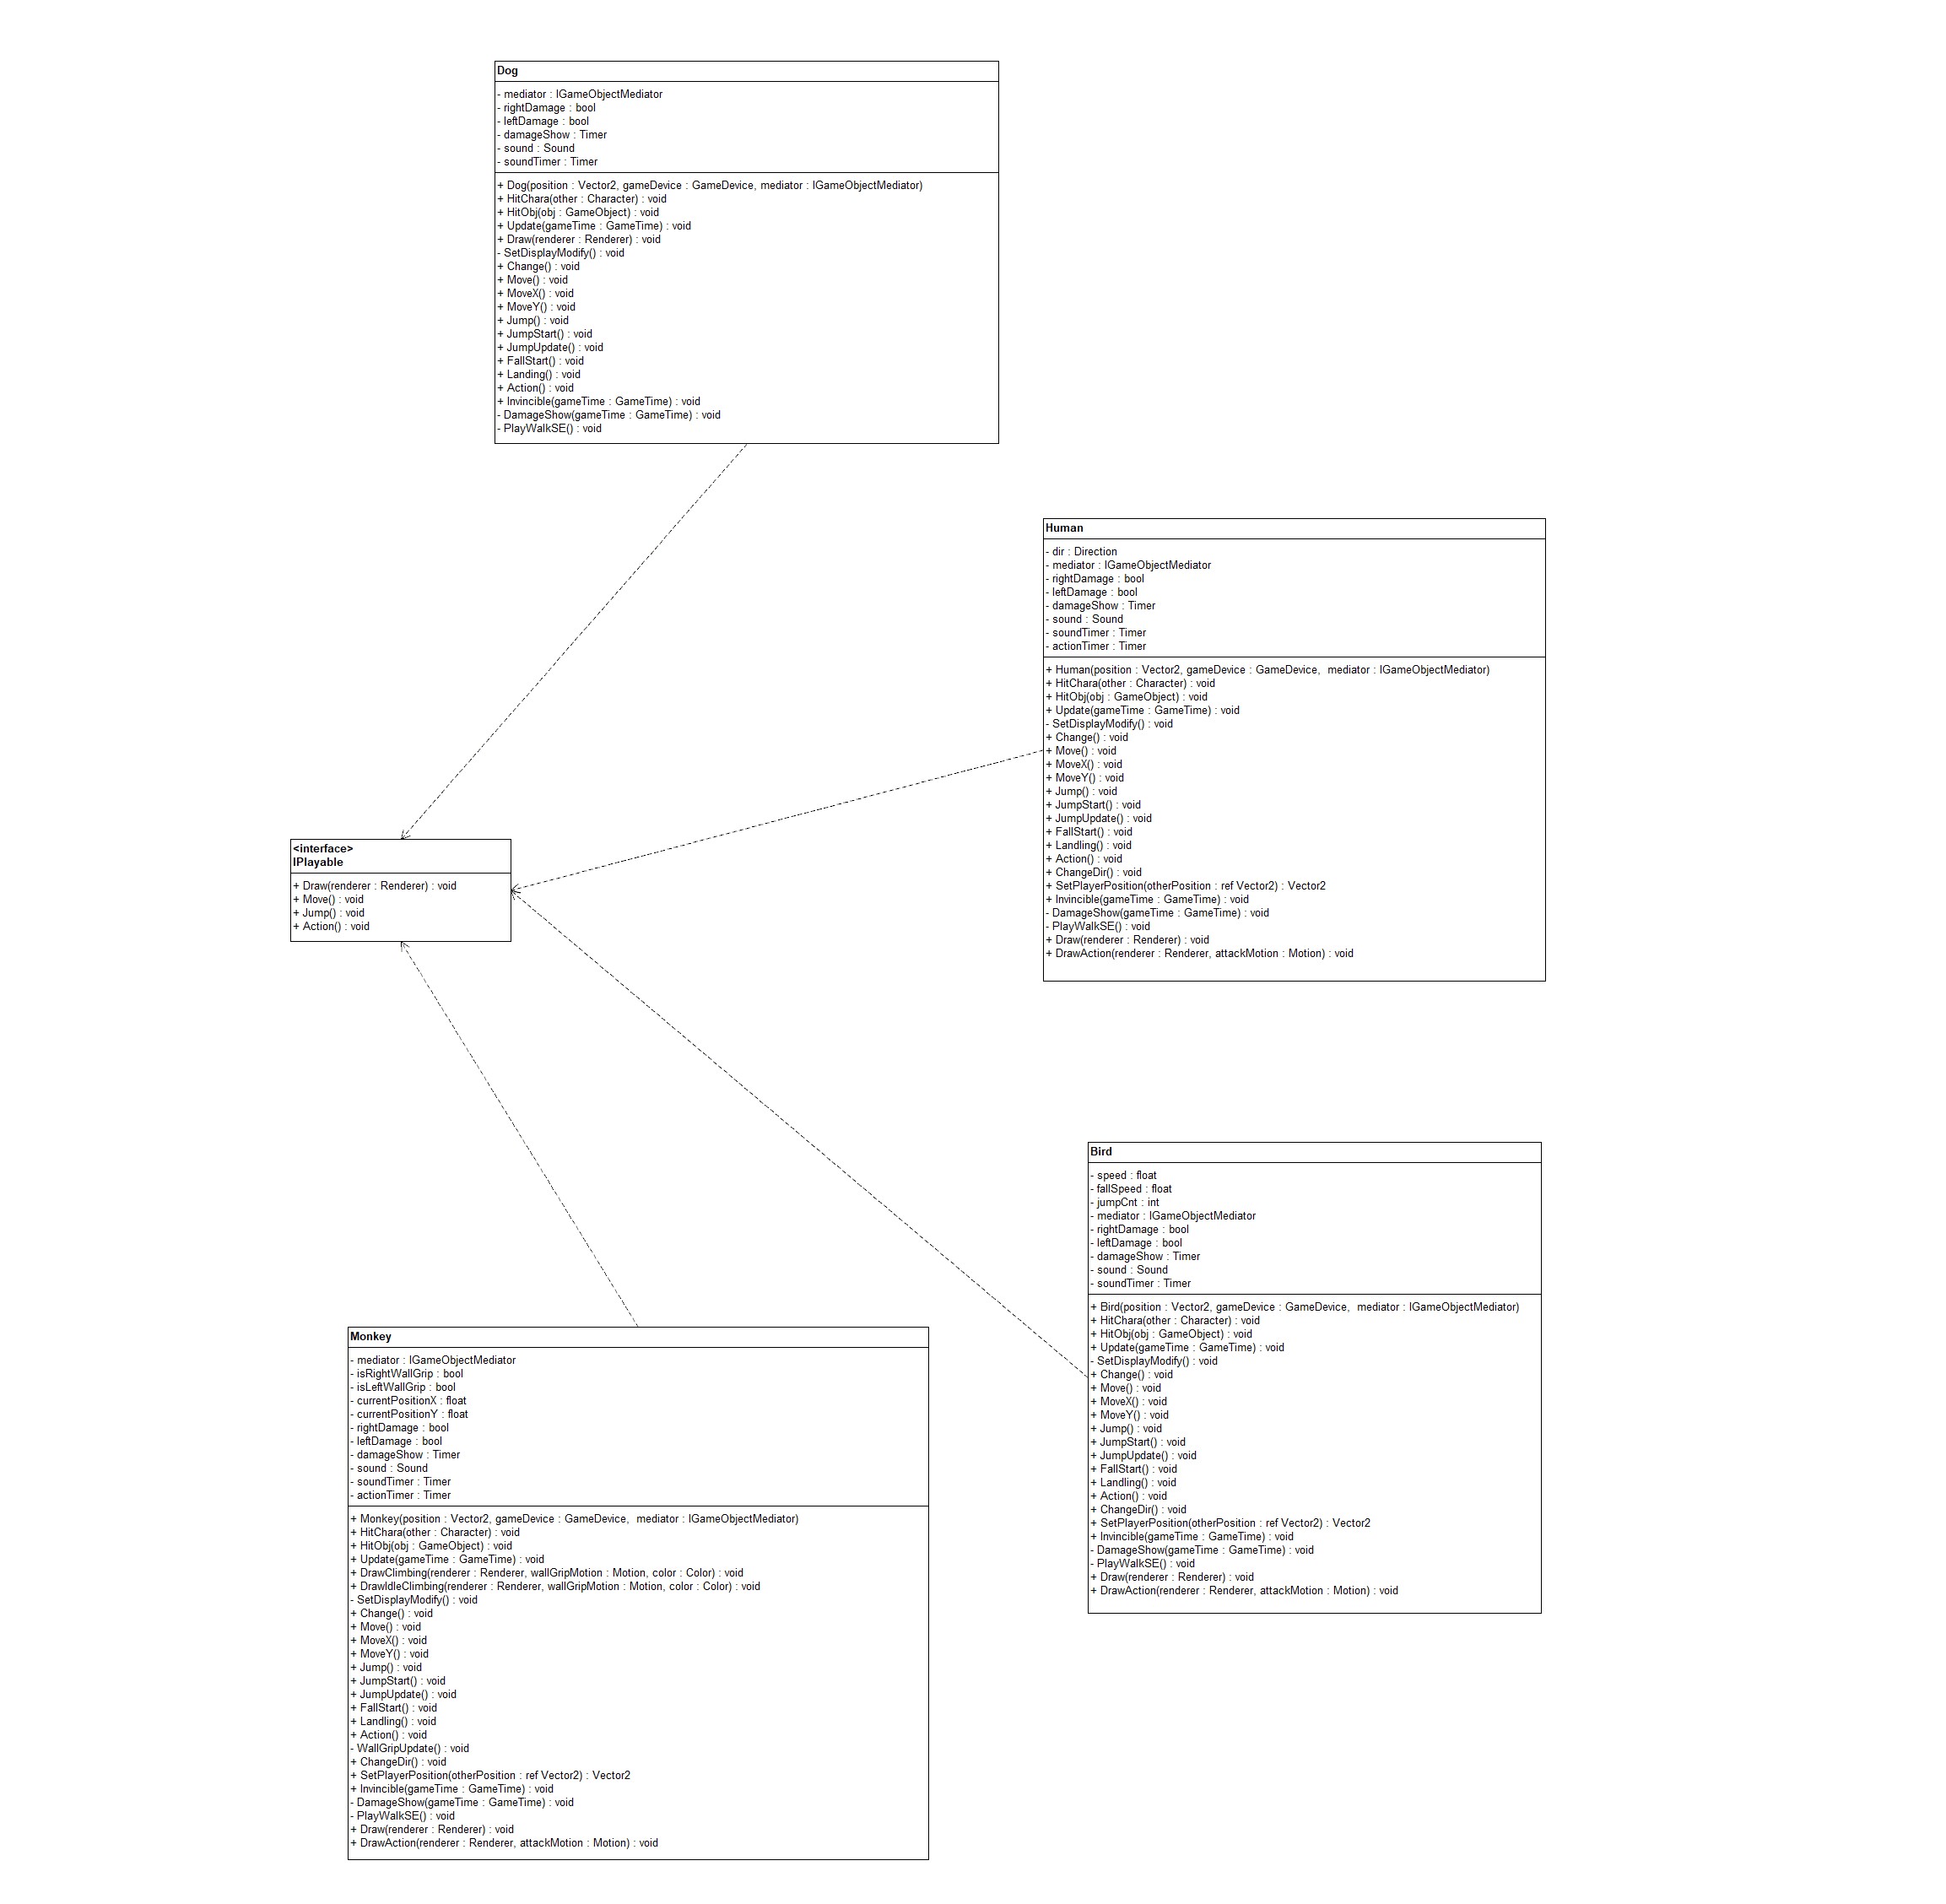 Dog
- mediator : IGameObjectMediator
- rightDamage : bool
- leftDamage : bool
- damageShow : Timer
- sound : Sound
- soundTimer : Timer
+ Dog(position : Vector2, gameDevice : GameDevice, mediator : IGameObjectMediator)
+ HitChara(other : Character) : void
+ HitObj(obj : GameObject) : void
+ Update(gameTime : GameTime) : void
+ Draw(renderer : Renderer) : void
- SetDisplayModify() : void
+ Change() : void
+ Move() : void
+ MoveX() : void
+ MoveY() : void
+ Jump() : void
+ JumpStart() : void
+ JumpUpdate() : void
+ FallStart() : void
+ Landing() : void
+ Action() : void
+ Invincible(gameTime : GameTime) : void
- DamageShow(gameTime : GameTime) : void
- PlayWalkSE() : void
Human
- dir : Direction
- mediator : IGameObjectMediator
- rightDamage : bool
- leftDamage : bool
- damageShow : Timer
- sound : Sound
- soundTimer : Timer
- actionTimer : Timer
+ Human(position : Vector2, gameDevice : GameDevice,  mediator : IGameObjectMediator)
+ HitChara(other : Character) : void
+ HitObj(obj : GameObject) : void
+ Update(gameTime : GameTime) : void
- SetDisplayModify() : void
+ Change() : void
+ Move() : void
+ MoveX() : void
+ MoveY() : void
+ Jump() : void
+ JumpStart() : void
+ JumpUpdate() : void
+ FallStart() : void
+ Landling() : void
+ Action() : void
+ ChangeDir() : void
+ SetPlayerPosition(otherPosition : ref Vector2) : Vector2
+ Invincible(gameTime : GameTime) : void
- DamageShow(gameTime : GameTime) : void
- PlayWalkSE() : void
+ Draw(renderer : Renderer) : void
+ DrawAction(renderer : Renderer, attackMotion : Motion) : void
<interface>
IPlayable
+ Draw(renderer : Renderer) : void
+ Move() : void
+ Jump() : void
+ Action() : void
Bird
- speed : float
- fallSpeed : float
- jumpCnt : int
- mediator : IGameObjectMediator
- rightDamage : bool
- leftDamage : bool
- damageShow : Timer
- sound : Sound
- soundTimer : Timer
+ Bird(position : Vector2, gameDevice : GameDevice,  mediator : IGameObjectMediator)
+ HitChara(other : Character) : void
+ HitObj(obj : GameObject) : void
+ Update(gameTime : GameTime) : void
- SetDisplayModify() : void
+ Change() : void
+ Move() : void
+ MoveX() : void
+ MoveY() : void
+ Jump() : void
+ JumpStart() : void
+ JumpUpdate() : void
+ FallStart() : void
+ Landling() : void
+ Action() : void
+ ChangeDir() : void
+ SetPlayerPosition(otherPosition : ref Vector2) : Vector2
+ Invincible(gameTime : GameTime) : void
- DamageShow(gameTime : GameTime) : void
- PlayWalkSE() : void
+ Draw(renderer : Renderer) : void
+ DrawAction(renderer : Renderer, attackMotion : Motion) : void
Monkey
- mediator : IGameObjectMediator
- isRightWallGrip : bool
- isLeftWallGrip : bool
- currentPositionX : float
- currentPositionY : float
- rightDamage : bool
- leftDamage : bool
- damageShow : Timer
- sound : Sound
- soundTimer : Timer
- actionTimer : Timer
+ Monkey(position : Vector2, gameDevice : GameDevice,  mediator : IGameObjectMediator)
+ HitChara(other : Character) : void
+ HitObj(obj : GameObject) : void
+ Update(gameTime : GameTime) : void
+ DrawClimbing(renderer : Renderer, wallGripMotion : Motion, color : Color) : void
+ DrawIdleClimbing(renderer : Renderer, wallGripMotion : Motion, color : Color) : void
- SetDisplayModify() : void
+ Change() : void
+ Move() : void
+ MoveX() : void
+ MoveY() : void
+ Jump() : void
+ JumpStart() : void
+ JumpUpdate() : void
+ FallStart() : void
+ Landling() : void
+ Action() : void
- WallGripUpdate() : void
+ ChangeDir() : void
+ SetPlayerPosition(otherPosition : ref Vector2) : Vector2
+ Invincible(gameTime : GameTime) : void
- DamageShow(gameTime : GameTime) : void
- PlayWalkSE() : void
+ Draw(renderer : Renderer) : void
+ DrawAction(renderer : Renderer, attackMotion : Motion) : void